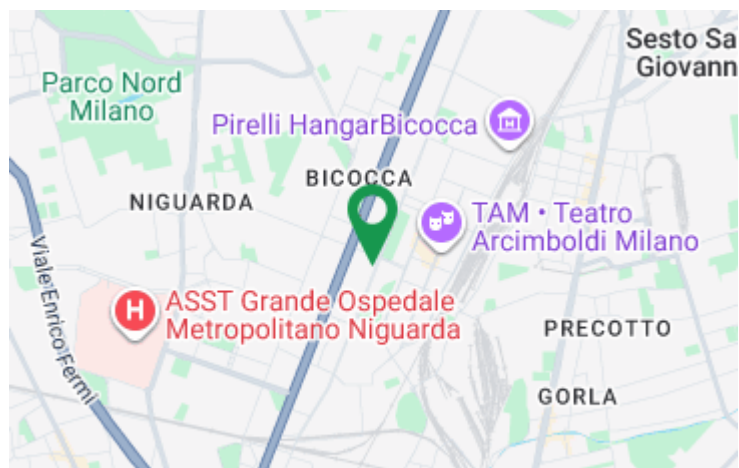 Sesto Sa
Giovann
Parco Nord
Milano
Pirelli HangarBicocca
BICOCCA
NIGUARDA
TAM • Teatro
Arcimboldi Milano
Viale Enrico Fermi
H
ASST Grande Ospedale
Metropolitano Niguarda
PRECOTTO
GORLA